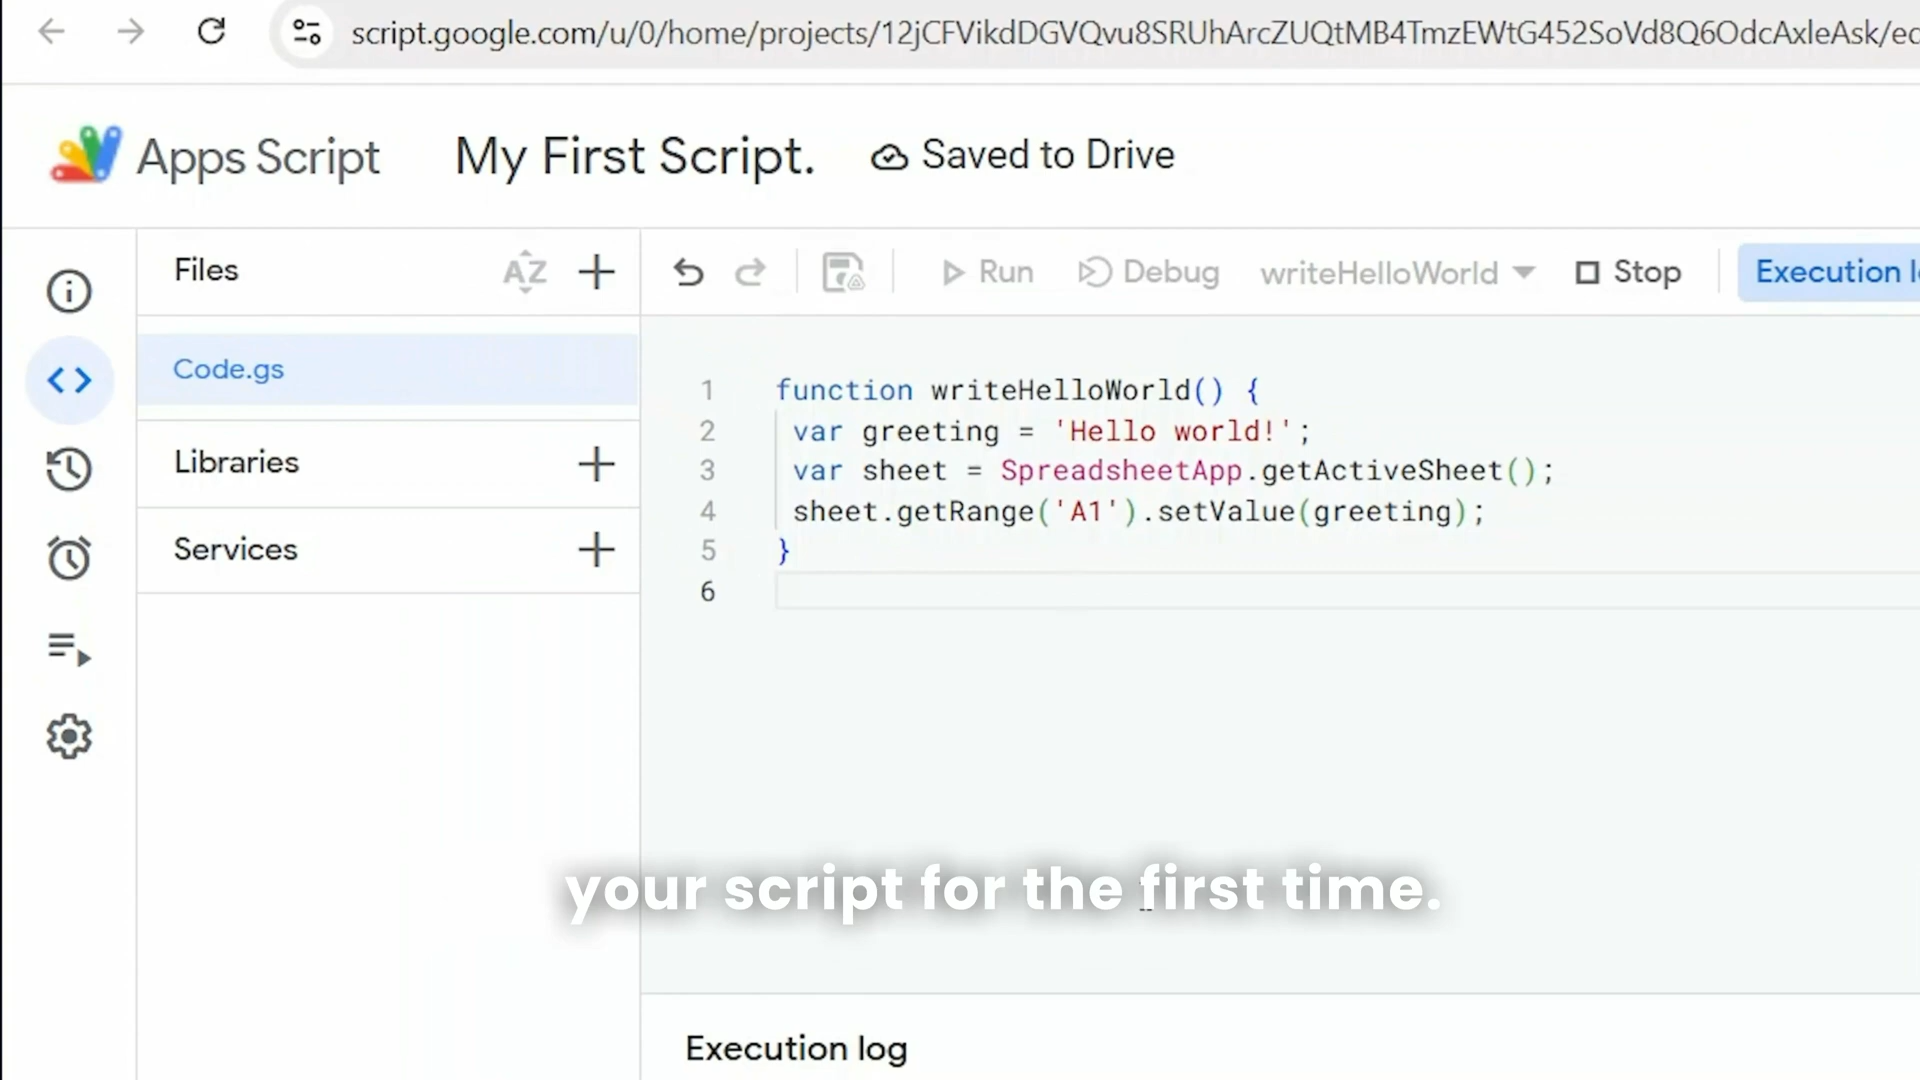 script.google.com/u/0/home/projects/12jCFVikdDGVQvu8SRUhArcZUQtMB4TmzEWtG452SoVd8Q6OdcAxleAsk/ed
Apps Script My First Script. Saved to Drive
Files AZ Run Debug writeHelloWorld Stop Execution l
Code.gs
Libraries
Services
1 function writeHelloWorld() {
2 var greeting = 'Hello world!';
3 var sheet = SpreadsheetApp.getActiveSheet();
4 sheet.getRange('A1').setValue(greeting);
5 }
6
your script for the first time.
Execution log